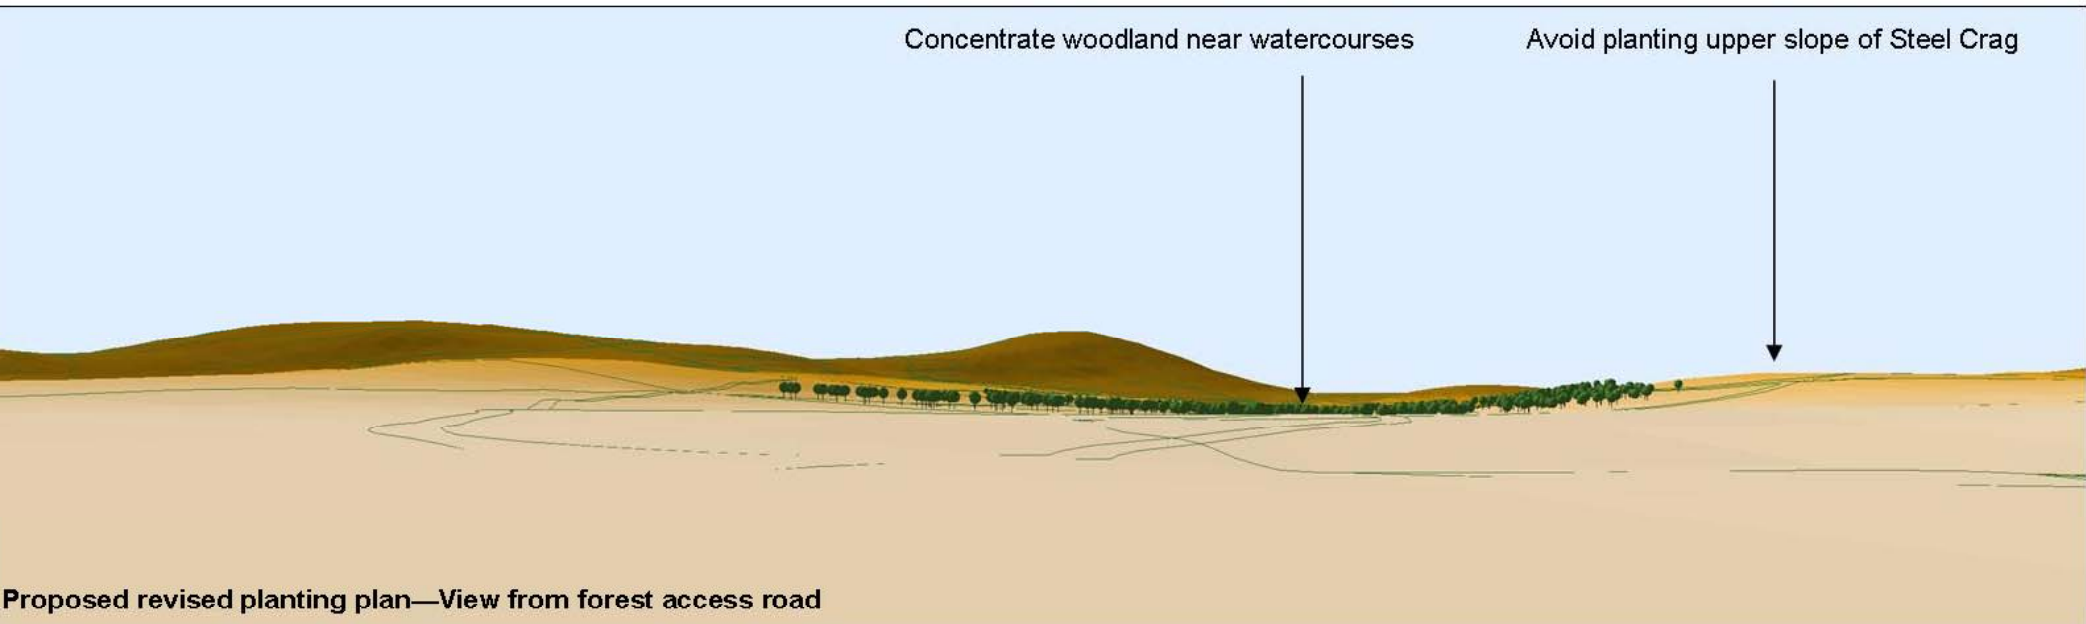 Concentrate woodland near watercourses
Avoid planting upper slope of Steel Crag
Proposed revised planting plan—View from forest access road